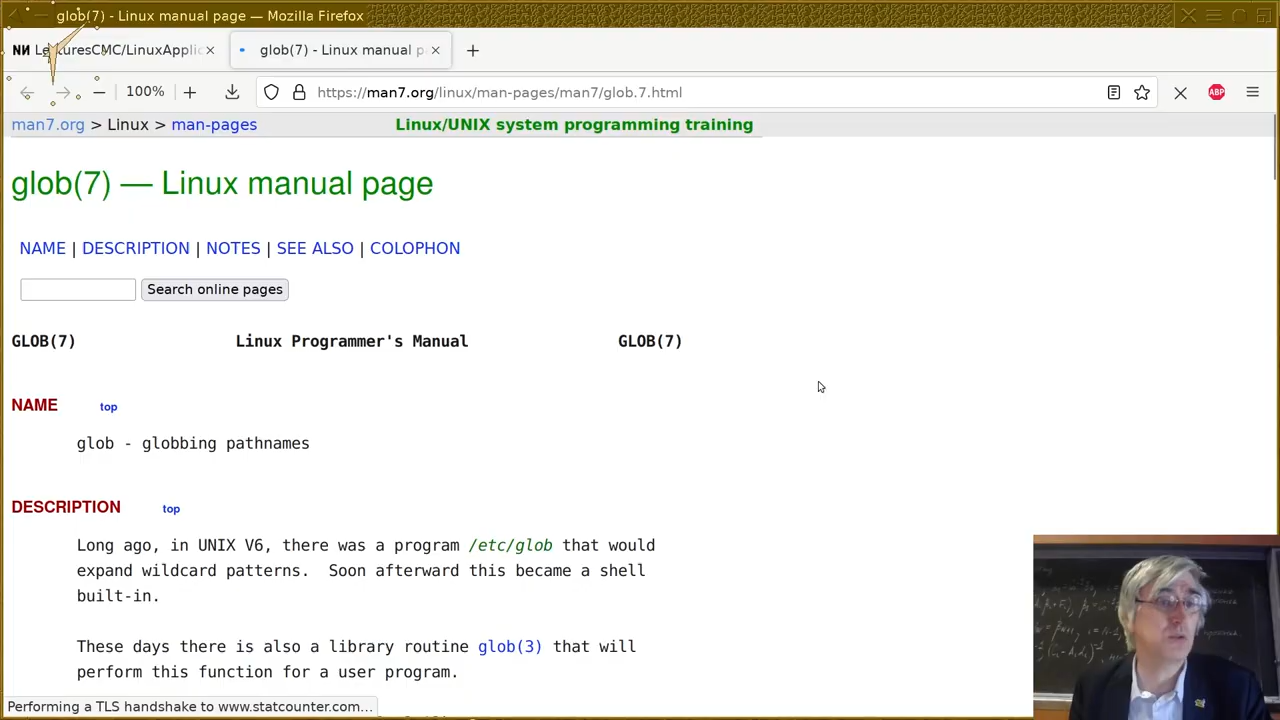 glob(7) - Linux manual page — Mozilla Firefox
glob(7) - Linux manual p
100%
https://man7.org/linux/man-pages/man7/glob.7.html
ABP
man7.org > Linux > man-pages
Linux/UNIX system programming training
glob(7) — Linux manual page
NAME | DESCRIPTION | NOTES | SEE ALSO | COLOPHON
Search online pages
GLOB(7) Linux Programmer's Manual GLOB(7)
NAME top
glob - globbing pathnames
DESCRIPTION top
Long ago, in UNIX V6, there was a program /etc/glob that would
expand wildcard patterns. Soon afterward this became a shell
built-in.
These days there is also a library routine glob(3) that will
perform this function for a user program.
Performing a TLS handshake to www.statcounter.com…